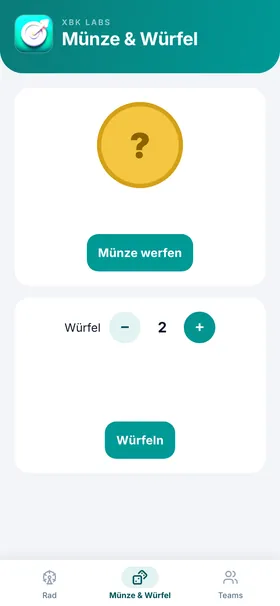 XBK LABS
Münze & Würfel
?
Münze werfen
Würfel − 2 +
Würfeln
Rad Münze & Würfel Teams